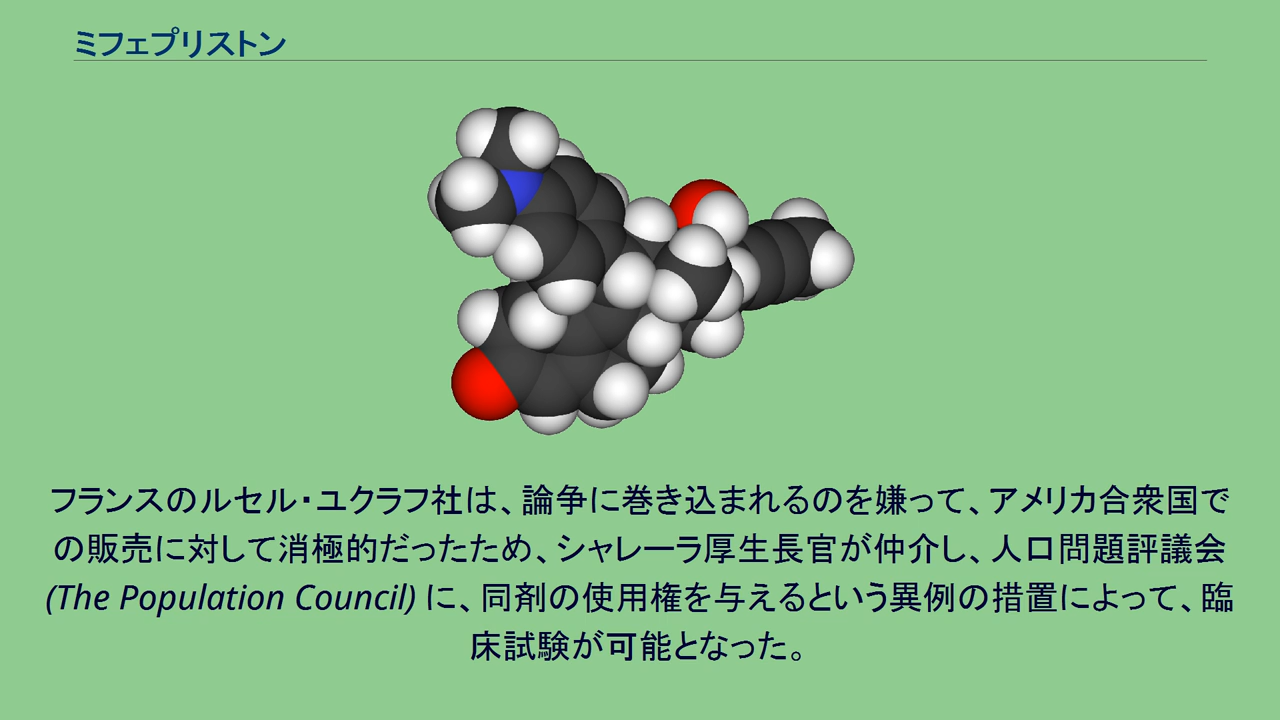 ミフェプリストン
フランスのルセル・ユクラフ社は、論争に巻き込まれるのを嫌って、アメリカ合衆国で
の販売に対して消極的だったため、シャレーラ厚生長官が仲介し、人口問題評議会
(The Population Council) に、同剤の使用権を与えるという異例の措置によって、臨
床試験が可能となった。